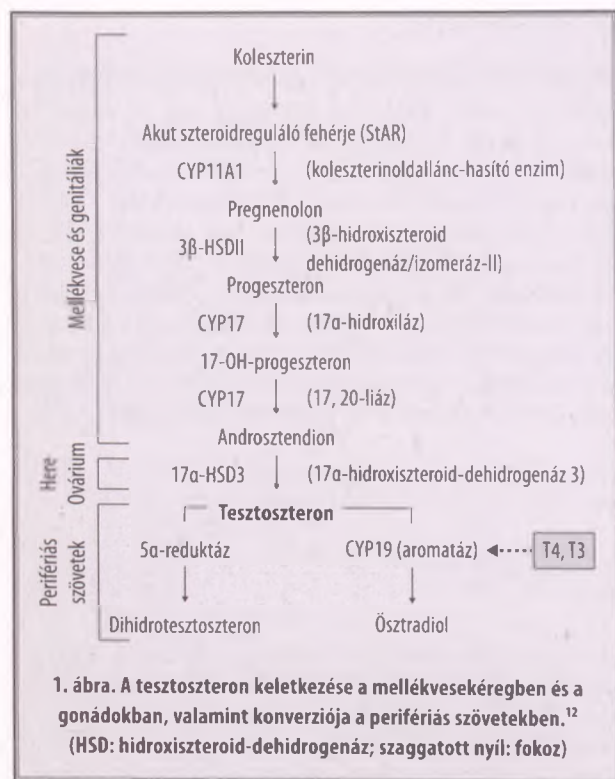 Koleszterin
Akut szteroidreguláló fehérje (StAR)
CYP11A1 (koleszterinoldallánc-hasító enzim)
Pregnenolon
3β-HSDII (3β-hidroxiszteroid
dehidrogenáz/izomeráz-II)
Progeszteron
CYP17 (17α-hidroxiláz)
17-OH-progeszteron
CYP17 (17, 20-liáz)
Androsztendion
17α-HSD3 (17α-hidroxiszteroid-dehidrogenáz 3)
Tesztoszteron
5α-reduktáz CYP19 (aromatáz) T4, T3
Dihidrotesztoszteron Ösztradiol
Mellékvese és genitáliák
Here
Ovárium
Perifériás
szövetek
1. ábra. A tesztoszteron keletkezése a mellékvesekéregben és a
gonádokban, valamint konverziója a perifériás szövetekben.¹²
(HSD: hidroxiszteroid-dehidrogenáz; szaggatott nyíl: fokoz)